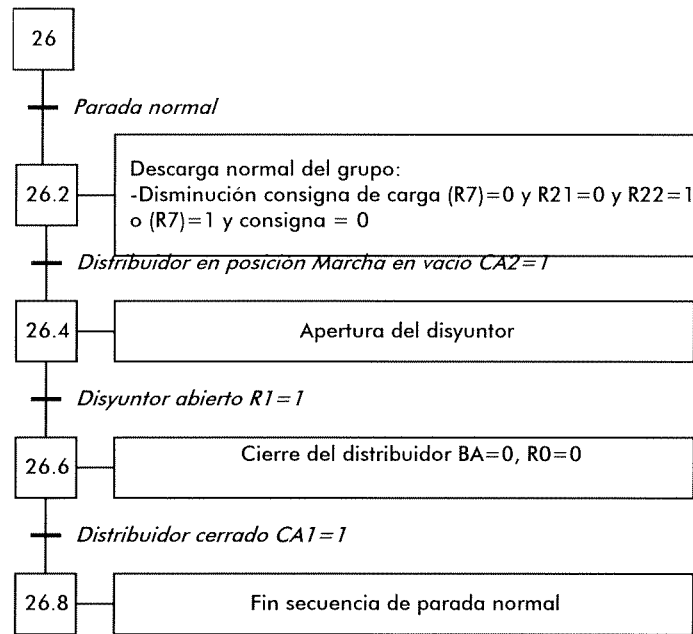 26
Parada normal
26.2
Descarga normal del grupo:
-Disminución consigna de carga (R7)=0 y R21=0 y R22=1
o (R7)=1 y consigna = 0
Distribuidor en posición Marcha en vacio CA2=1
26.4
Apertura del disyuntor
Disyuntor abierto R1=1
26.6
Cierre del distribuidor BA=0, R0=0
Distribuidor cerrado CA1=1
26.8
Fin secuencia de parada normal